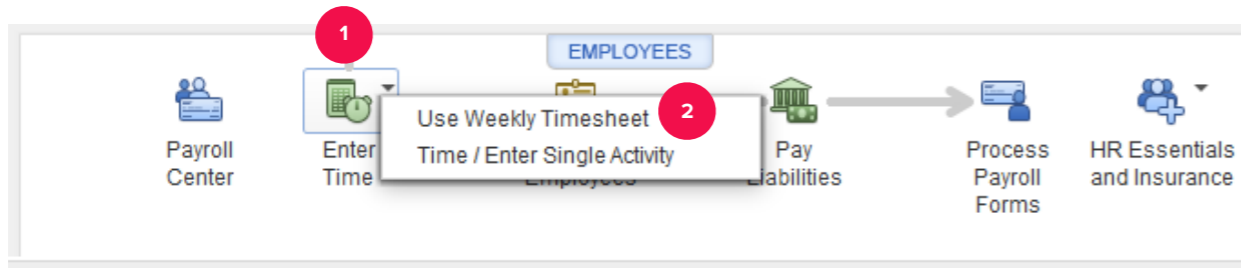 1
EMPLOYEES
Use Weekly Timesheet
2
Time / Enter Single Activity
Payroll
Center
Enter
Time
Employees
Pay
Liabilities
Process
Payroll
Forms
HR Essentials
and Insurance